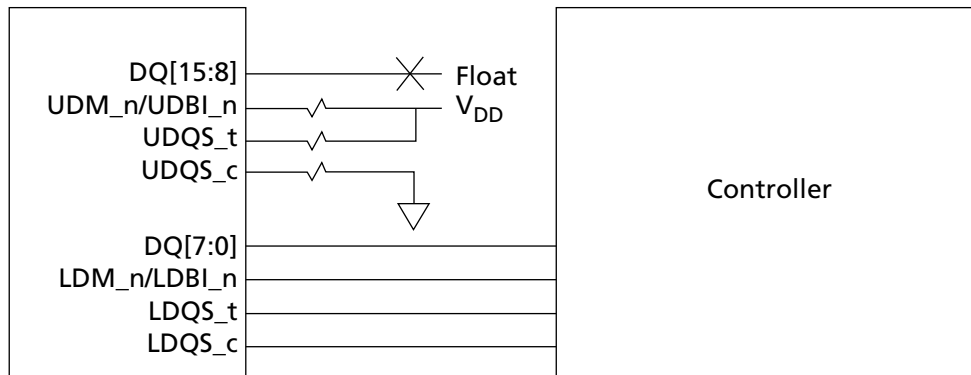 DQ[15:8]
Float
UDM_n/UDBI_n
VDD
UDQS_t
UDQS_c
Controller
DQ[7:0]
LDM_n/LDBI_n
LDQS_t
LDQS_c